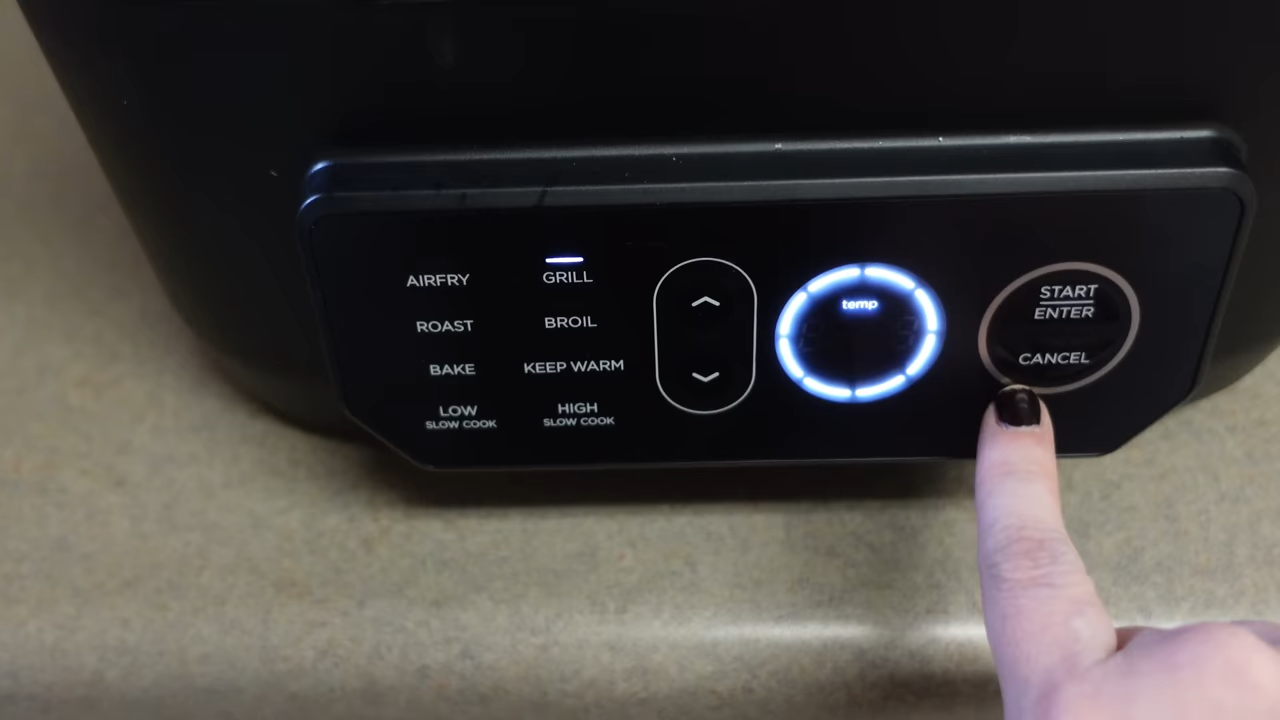 AIRFRY
GRILL
ROAST
BROIL
BAKE
KEEP WARM
LOW
SLOW COOK
HIGH
SLOW COOK
temp
START
ENTER
CANCEL